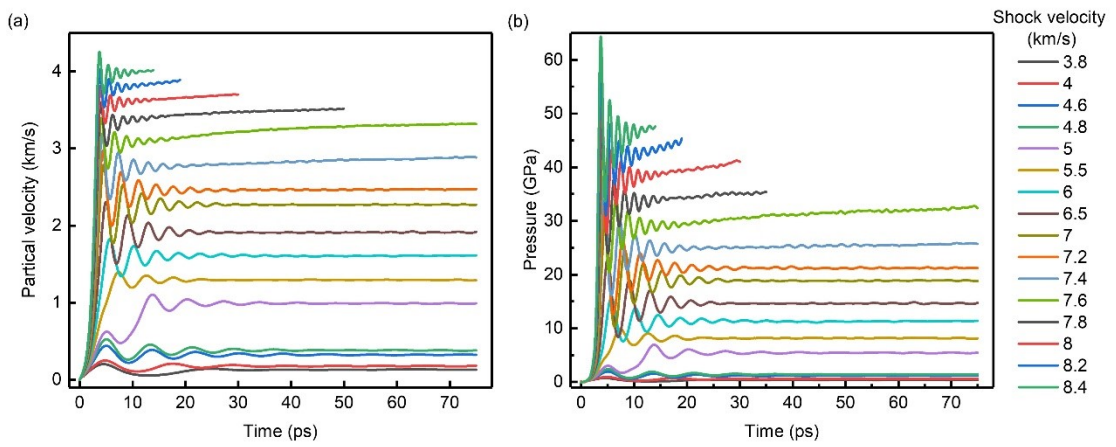 (a)
Partical velocity (km/s)
4
3
2
1
0
0 10 20 30 40 50 60 70
Time (ps)
(b)
Pressure (GPa)
60
50
40
30
20
10
0
0 10 20 30 40 50 60 70
Time (ps)
Shock velocity
(km/s)
3.8
4
4.6
4.8
5
5.5
6
6.5
7
7.2
7.4
7.6
7.8
8
8.2
8.4